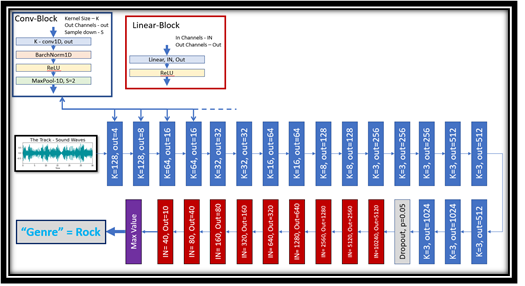 Conv-Block
Kernel Size – K
Out Channels - out
Sample down - S
K - conv1D, out
BarchNorm1D
ReLU
MaxPool-1D, S=2
Linear-Block
In Channels - IN
Out Channels – Out
Linear, IN, Out
ReLU
The Track - Sound Waves
K=128, out=4
K=128, out=8
K=64, out=16
K=64, out=16
K=32, out=32
K=32, out=32
K=16, out=64
K=16, out=64
K=8, out=128
K=8, out=128
K=3, out=256
K=3, out=256
K=3, out=256
K=3, out=512
K=3, out=512
"Genre" = Rock
Max Value
IN= 40, Out=10
IN= 80, Out=40
IN= 160, Out=80
IN= 320, Out=160
IN= 640, Out=320
IN= 1280, Out=640
IN= 2560, Out=1280
IN= 5120, Out=2560
IN=10240, Out=5120
Dropout, p=0.05
K=3, out=1024
K=3, out=1024
K=3, out=512